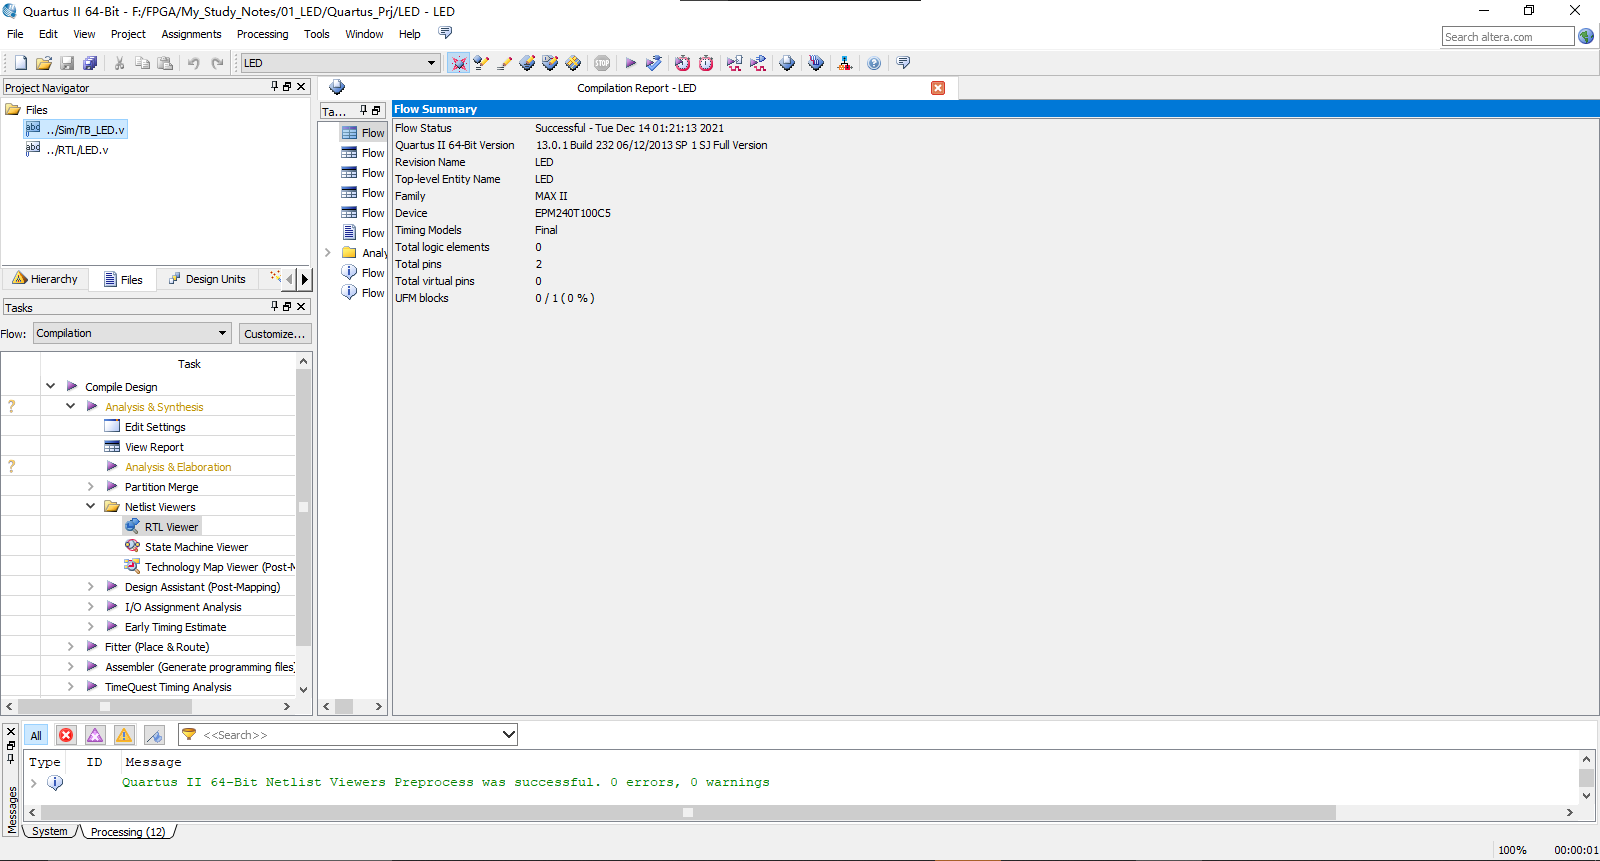 Quartus II 64-Bit - F:/FPGA/My_Study_Notes/01_LED/Quartus_Prj/LED - LED
File Edit View Project Assignments Processing Tools Window Help
Search altera.com
LED
Project Navigator
Files
../Sim/TB_LED.v
../RTL/LED.v
Hierarchy Files Design Units
Tasks
Flow: Compilation Customize...
Task
Compile Design
? Analysis & Synthesis
Edit Settings
View Report
? Analysis & Elaboration
Partition Merge
Netlist Viewers
RTL Viewer
State Machine Viewer
Technology Map Viewer (Post-M
Design Assistant (Post-Mapping)
I/O Assignment Analysis
Early Timing Estimate
Fitter (Place & Route)
Assembler (Generate programming files)
TimeQuest Timing Analysis
Ta...
Flow
Flow
Flow
Flow
Flow
Flow
Analy
Flow
Flow
Compilation Report - LED
Flow Summary
Flow Status Successful - Tue Dec 14 01:21:13 2021
Quartus II 64-Bit Version 13.0.1 Build 232 06/12/2013 SP 1 SJ Full Version
Revision Name LED
Top-level Entity Name LED
Family MAX II
Device EPM240T100C5
Timing Models Final
Total logic elements 0
Total pins 2
Total virtual pins 0
UFM blocks 0 / 1 ( 0 % )
Messages
All <<Search>>
Type ID Message
Quartus II 64-Bit Netlist Viewers Preprocess was successful. 0 errors, 0 warnings
System Processing (12)
100% 00:00:01